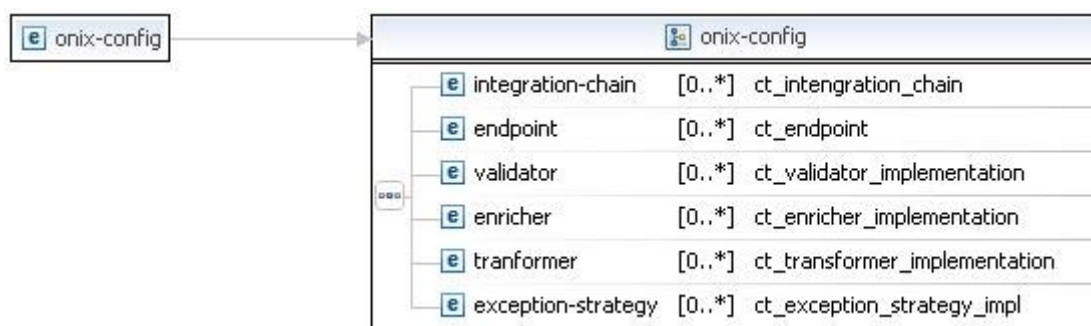 e onix-config
onix-config
e integration-chain [0..*] ct_intengration_chain
e endpoint [0..*] ct_endpoint
e validator [0..*] ct_validator_implementation
e enricher [0..*] ct_enricher_implementation
e tranformer [0..*] ct_transformer_implementation
e exception-strategy [0..*] ct_exception_strategy_impl